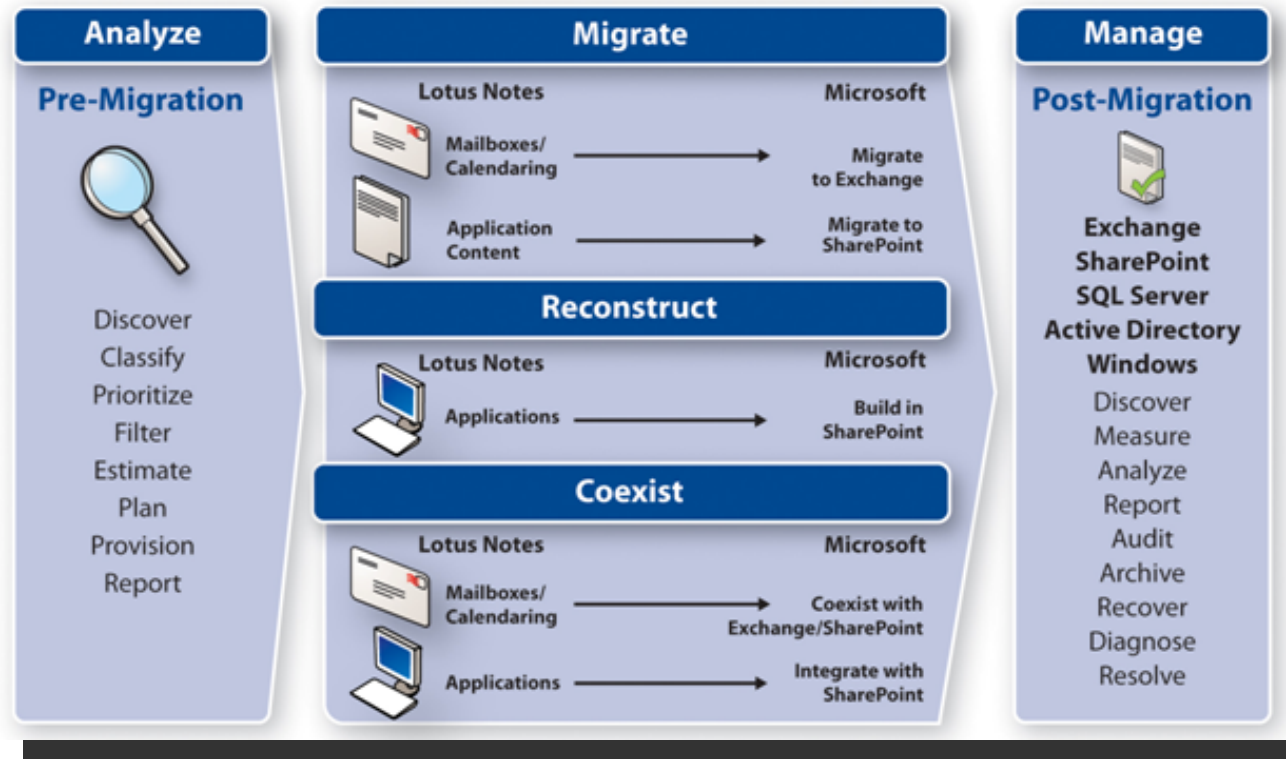 Analyze
Pre-Migration
Discover
Classify
Prioritize
Filter
Estimate
Plan
Provision
Report
Migrate
Lotus Notes
Microsoft
Mailboxes/
Calendaring
Migrate
to Exchange
Application
Content
Migrate to
SharePoint
Reconstruct
Lotus Notes
Microsoft
Applications
Build in
SharePoint
Coexist
Lotus Notes
Microsoft
Mailboxes/
Calendaring
Coexist with
Exchange/SharePoint
Applications
Integrate with
SharePoint
Manage
Post-Migration
Exchange
SharePoint
SQL Server
Active Directory
Windows
Discover
Measure
Analyze
Report
Audit
Archive
Recover
Diagnose
Resolve